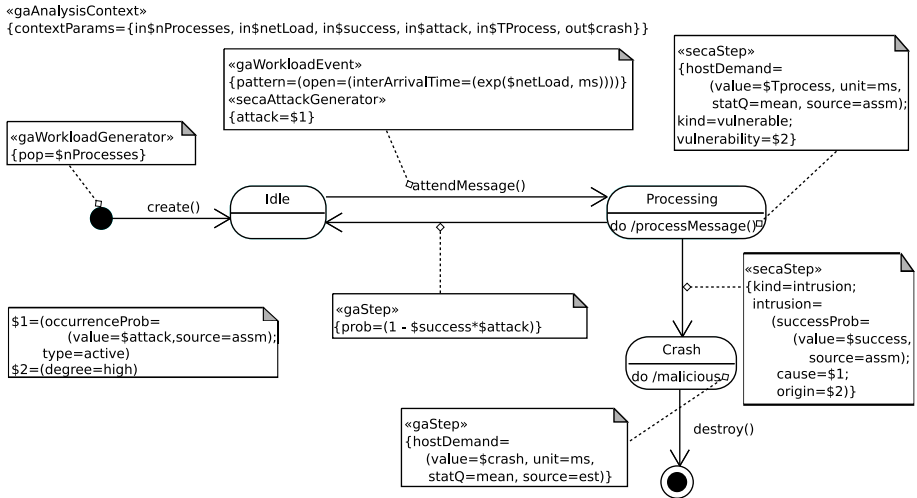 «gaAnalysisContext»
{contextParams={in$nProcesses, in$netLoad, in$success, in$attack, in$TProcess, out$crash}}
«gaWorkloadEvent»
{pattern=(open=(interArrivalTime=(exp($netLoad, ms))))}
«secaAttackGenerator»
{attack=$1}
«secaStep»
{hostDemand=
(value=$Tprocess, unit=ms,
statQ=mean, source=assm);
kind=vulnerable;
vulnerability=$2}
«gaWorkloadGenerator»
{pop=$nProcesses}
create()
Idle
attendMessage()
Processing
do /processMessage()
«gaStep»
{prob=(1 - $success*$attack)}
«secaStep»
{kind=intrusion;
intrusion=
(successProb=
(value=$success,
source=assm);
cause=$1;
origin=$2)}
$1=(occurrenceProb=
(value=$attack,source=assm);
type=active)
$2=(degree=high)
Crash
do /malicious
«gaStep»
{hostDemand=
(value=$crash, unit=ms,
statQ=mean, source=est)}
destroy()